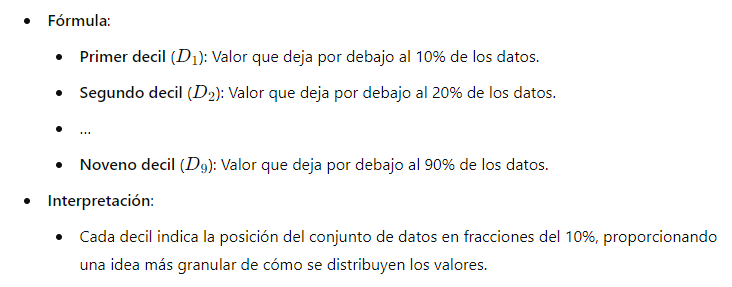 Fórmula:
Primer decil (D₁): Valor que deja por debajo al 10% de los datos.
Segundo decil (D₂): Valor que deja por debajo al 20% de los datos.
...
Noveno decil (D₉): Valor que deja por debajo al 90% de los datos.
Interpretación:
Cada decil indica la posición del conjunto de datos en fracciones del 10%, proporcionando
una idea más granular de cómo se distribuyen los valores.